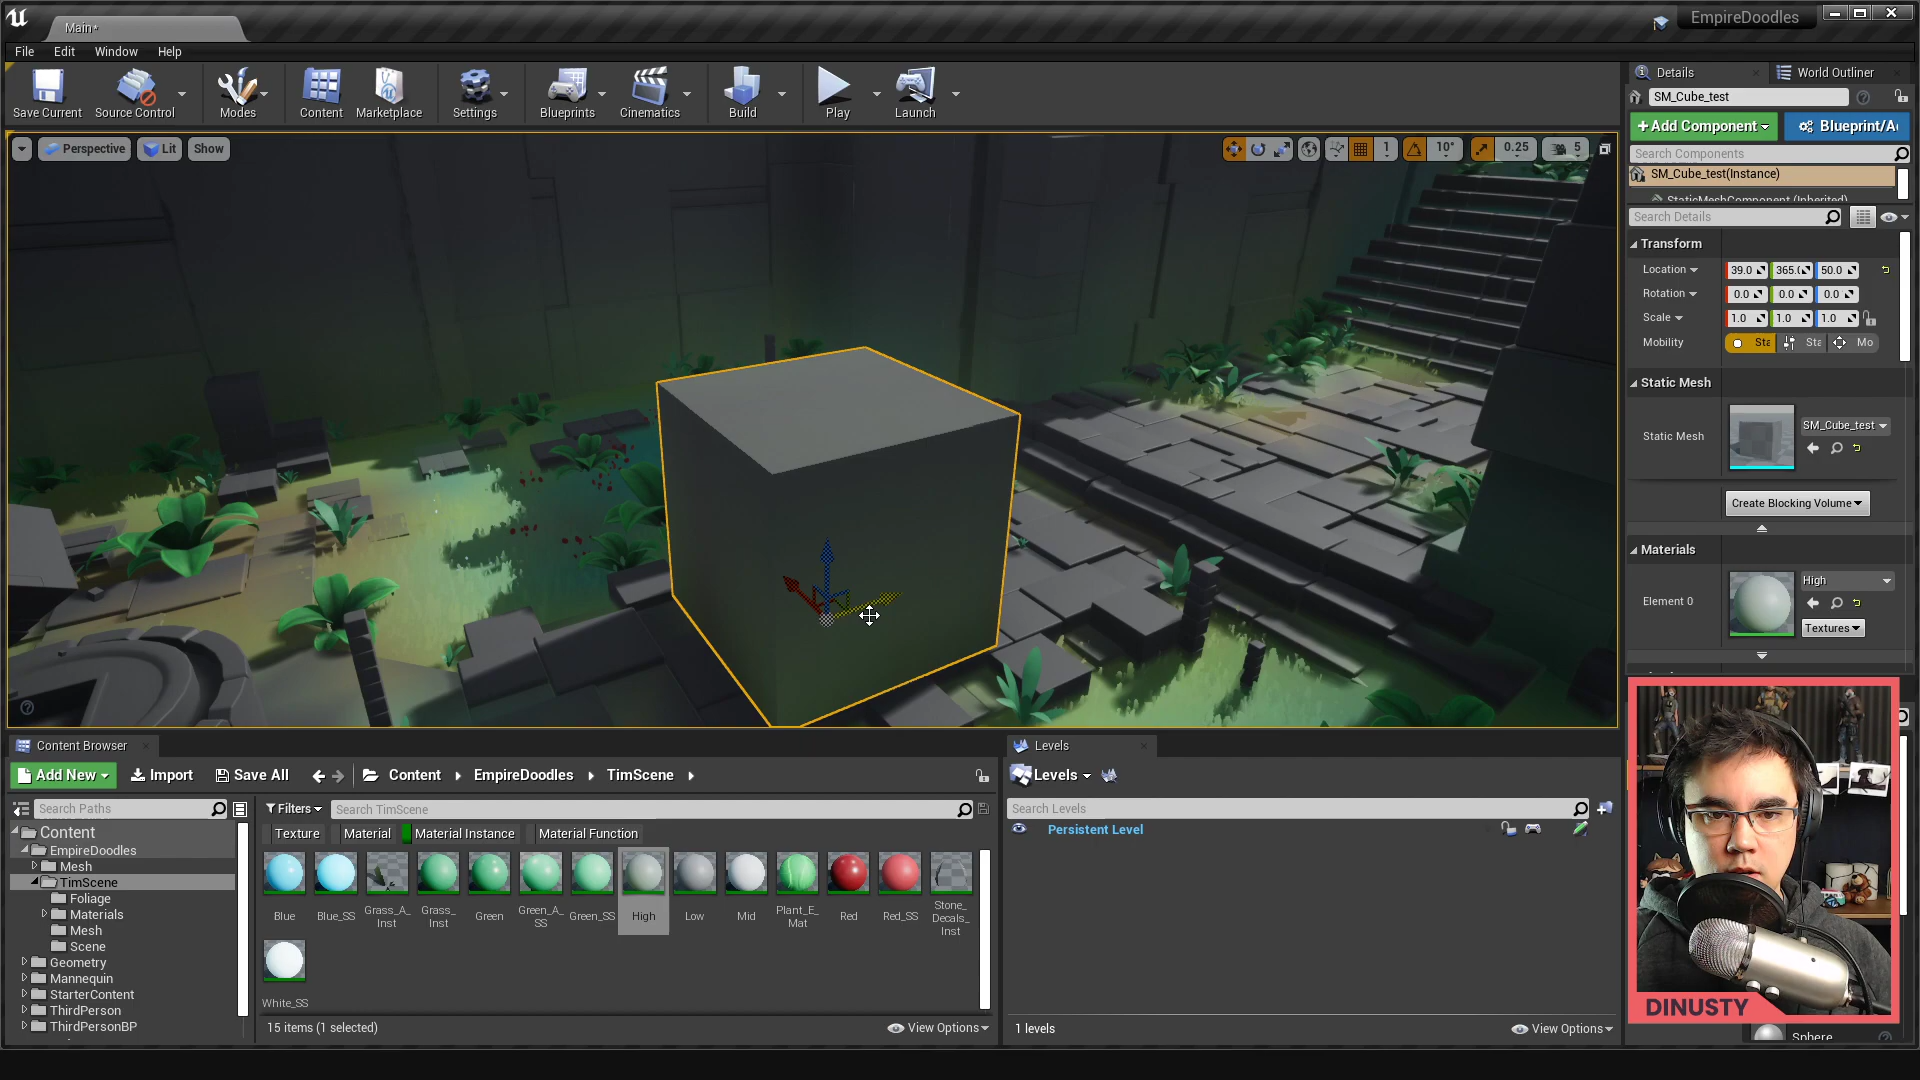 Main*
EmpireDoodles
File Edit Window Help
Save Current
Source Control
Modes
Content
Marketplace
Settings
Blueprints
Cinematics
Build
Play
Launch
Perspective
Lit
Show
1
10°
0.25
5
Details
World Outliner
SM_Cube_test
+Add Component
Blueprint/A
Search Components
SM_Cube_test(Instance)
StaticMeshComponent (Inherited)
Search Details
Transform
Location 39.0 365.( 50.0
Rotation 0.0 0.0 0.0
Scale 1.0 1.0 1.0
Mobility Sta Sta Mo
Static Mesh
Static Mesh
SM_Cube_test
Create Blocking Volume
Materials
Element 0
High
Textures
Content Browser
Add New
Import
Save All
Content
EmpireDoodles
TimScene
Search Paths
Content
EmpireDoodles
Mesh
TimScene
Foliage
Materials
Mesh
Scene
Geometry
Mannequin
StarterContent
ThirdPerson
ThirdPersonBP
Filters
Search TimScene
Texture
Material
Material Instance
Material Function
Blue
Blue_SS
Grass_A_
Inst
Grass_
Inst
Green
Green_A_
SS
Green_SS
High
Low
Mid
Plant_E_
Mat
Red
Red_SS
Stone_
Decals_
Inst
White_SS
15 items (1 selected)
View Options
Levels
Levels
Search Levels
Persistent Level
1 levels
View Options
DINUSTY
Sphere